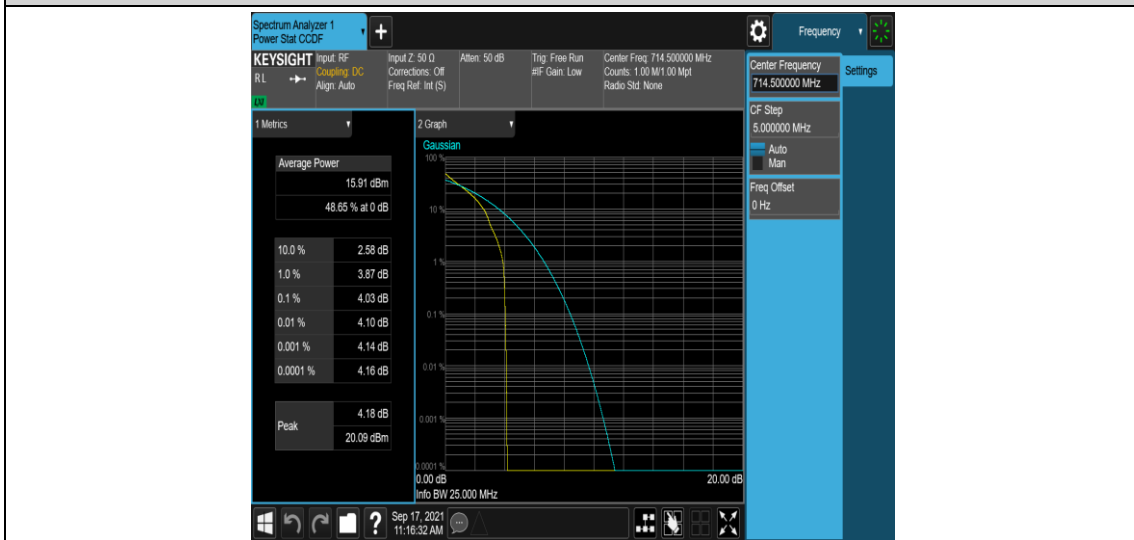 Spectrum Analyzer 1
Power Stat CCDF
Frequency
KEYSIGHT
RL
LXI
Input: RF
Coupling: DC
Align: Auto
Input Z: 50 Ω
Corrections: Off
Freq Ref: Int (S)
Atten: 50 dB
Trig: Free Run
#IF Gain: Low
Center Freq: 714.500000 MHz
Counts: 1.00 M/1.00 Mpt
Radio Std: None
Center Frequency
714.500000 MHz
Settings
CF Step
5.000000 MHz
Auto
Man
Freq Offset
0 Hz
1 Metrics
Average Power
15.91 dBm
48.65 % at 0 dB
10.0 % 2.58 dB
1.0 % 3.87 dB
0.1 % 4.03 dB
0.01 % 4.10 dB
0.001 % 4.14 dB
0.0001 % 4.16 dB
Peak 4.18 dB
20.09 dBm
2 Graph
Gaussian
100 %
10 %
1 %
0.1 %
0.01 %
0.001 %
0.0001 %
0.00 dB 20.00 dB
Info BW 25.000 MHz
?
Sep 17, 2021
11:16:32 AM